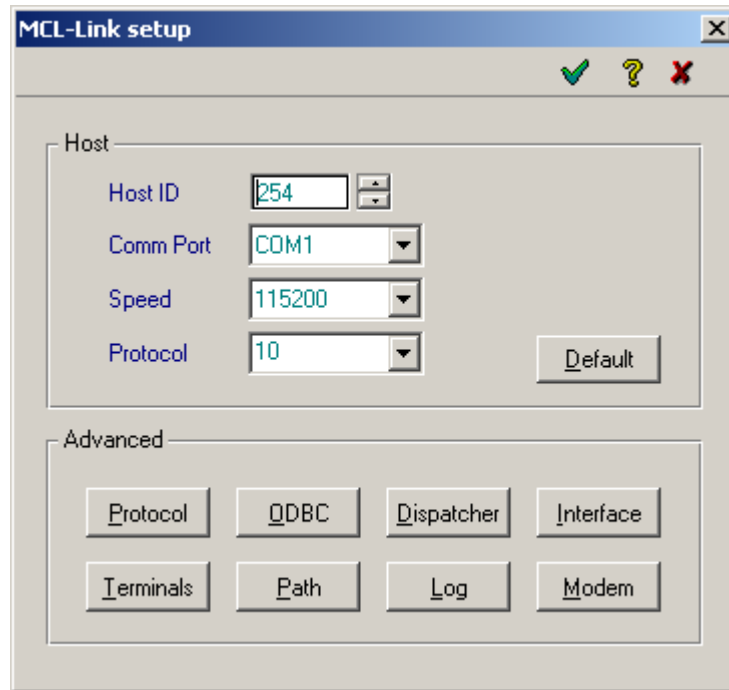 MCL-Link setup
Host
Host ID 254
Comm Port COM1
Speed 115200
Protocol 10
Default
Advanced
Protocol ODBC Dispatcher Interface
Terminals Path Log Modem